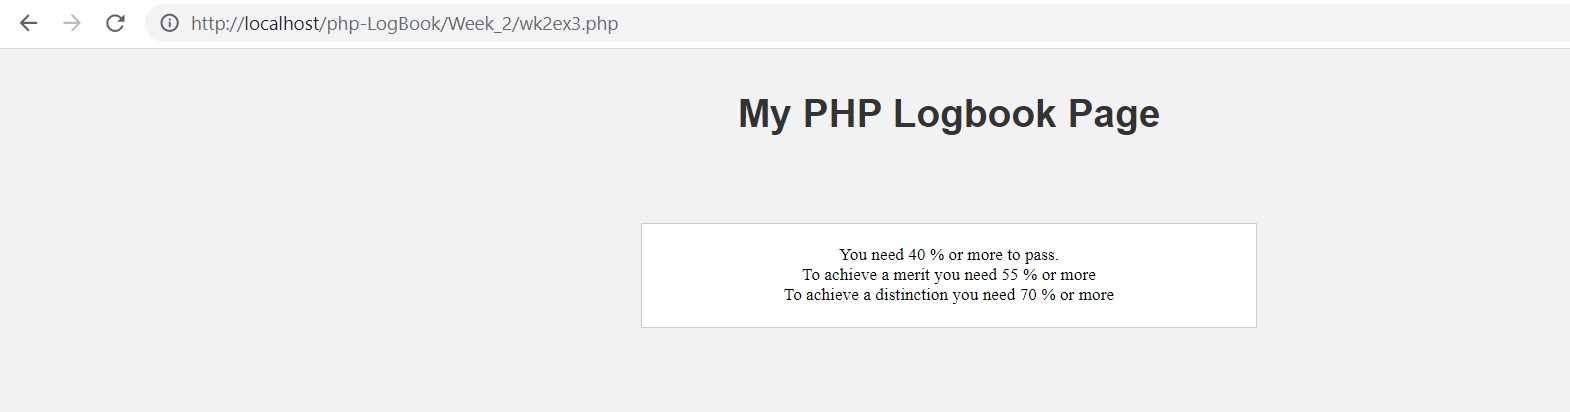 http://localhost/php-LogBook/Week_2/wk2ex3.php
My PHP Logbook Page
You need 40 % or more to pass.
To achieve a merit you need 55 % or more
To achieve a distinction you need 70 % or more